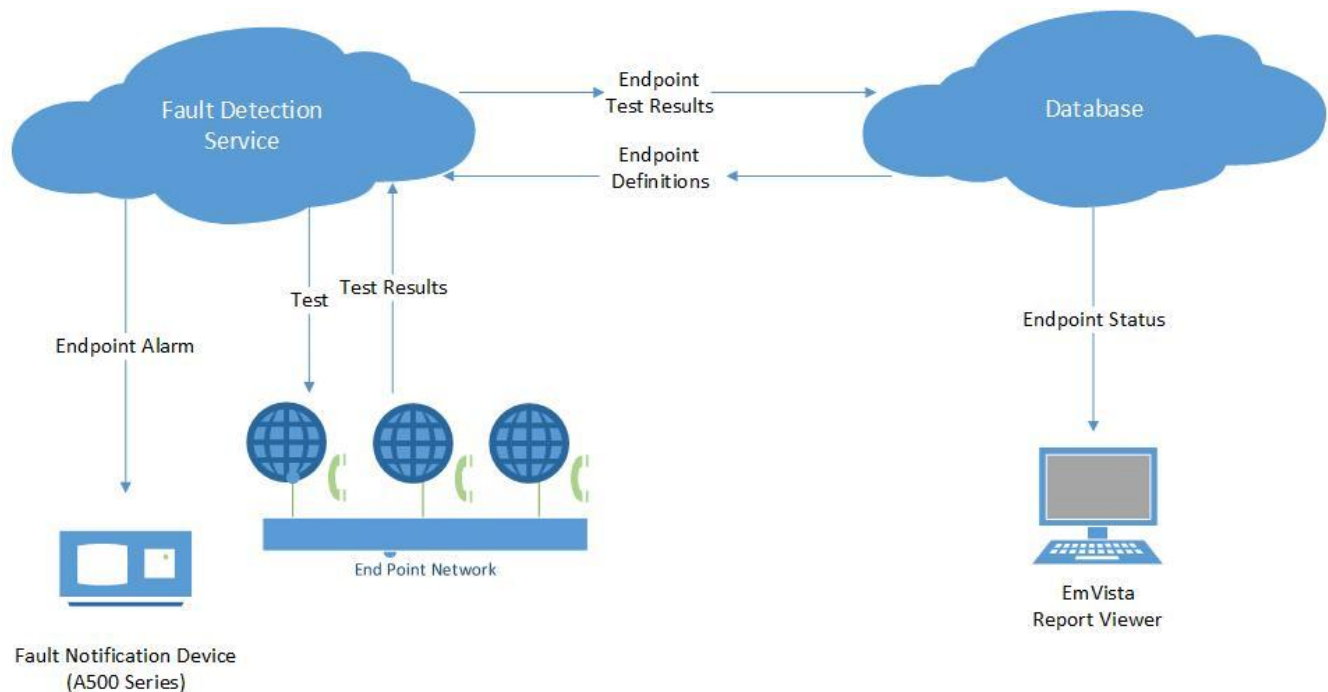 Fault Detection
Service
Endpoint
Test Results
Database
Endpoint
Definitions
Test
Test Results
Endpoint Alarm
Endpoint Status
End Point Network
EmVista
Report Viewer
Fault Notification Device
(A500 Series)